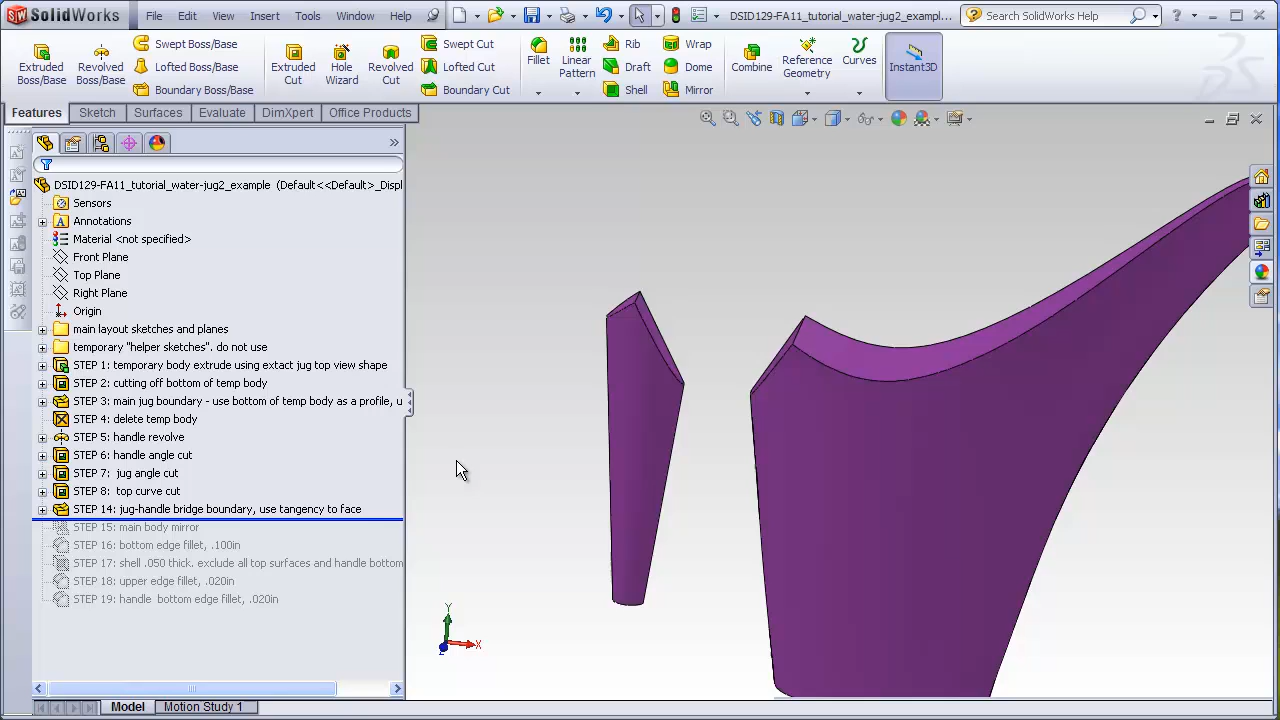 SolidWorks File Edit View Insert Tools Window Help DSID129-FA11_tutorial_water-jug2_exampl... Search SolidWorks Help
Extruded Boss/Base
Revolved Boss/Base
Swept Boss/Base
Lofted Boss/Base
Boundary Boss/Base
Extruded Cut
Hole Wizard
Revolved Cut
Swept Cut
Lofted Cut
Boundary Cut
Fillet
Linear Pattern
Rib
Draft
Shell
Wrap
Dome
Mirror
Combine
Reference Geometry
Curves
Instant3D
Features Sketch Surfaces Evaluate DimXpert Office Products
DSID129-FA11_tutorial_water-jug2_example (Default<<Default>_Displ
Sensors
Annotations
Material <not specified>
Front Plane
Top Plane
Right Plane
Origin
main layout sketches and planes
temporary "helper sketches". do not use
STEP 1: temporary body extrude using extact jug top view shape
STEP 2: cutting off bottom of temp body
STEP 3: main jug boundary - use bottom of temp body as a profile, u
STEP 4: delete temp body
STEP 5: handle revolve
STEP 6: handle angle cut
STEP 7: jug angle cut
STEP 8: top curve cut
STEP 14: jug-handle bridge boundary, use tangency to face
STEP 15: main body mirror
STEP 16: bottom edge fillet, .100in
STEP 17: shell .050 thick. exclude all top surfaces and handle bottom
STEP 18: upper edge fillet, .020in
STEP 19: handle bottom edge fillet, .020in
Y
X
Z
Model Motion Study 1